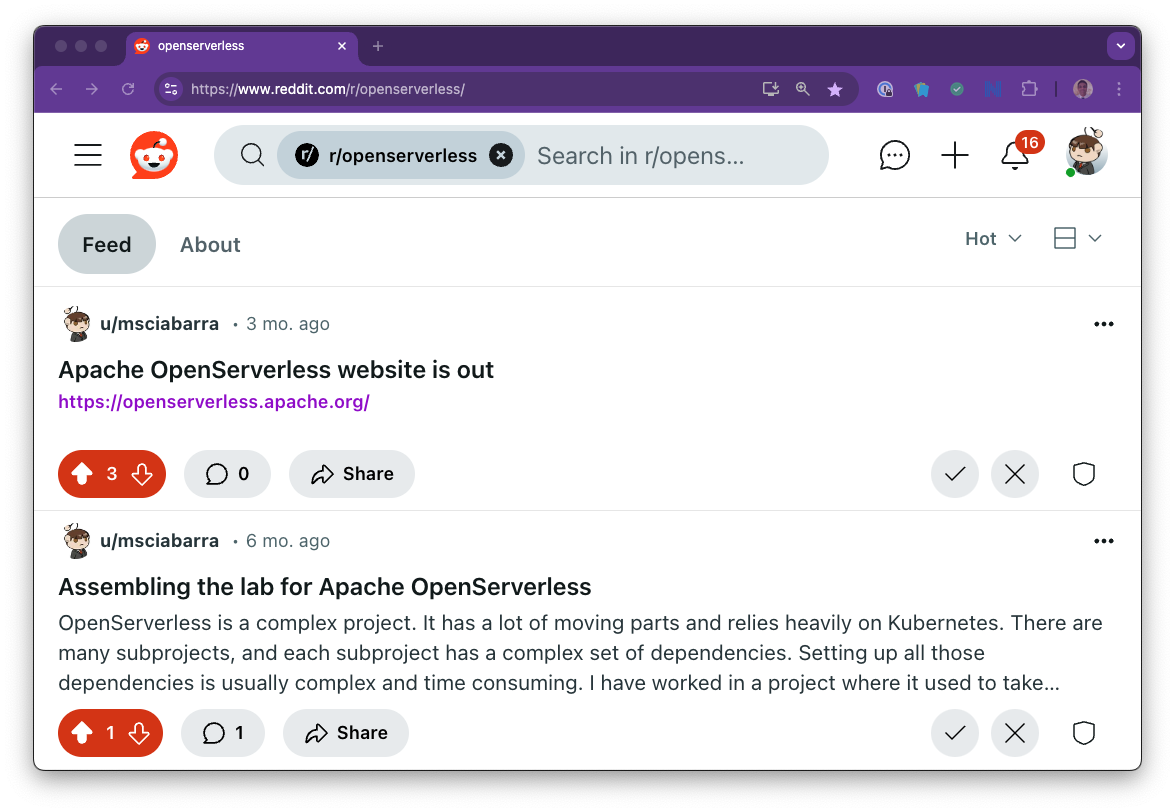 openserverless
https://www.reddit.com/r/openserverless/
r/ r/openserverless Search in r/opens...
16
Feed About Hot
u/msciabarra • 3 mo. ago
Apache OpenServerless website is out
https://openserverless.apache.org/
3 0 Share
u/msciabarra • 6 mo. ago
Assembling the lab for Apache OpenServerless
OpenServerless is a complex project. It has a lot of moving parts and relies heavily on Kubernetes. There are
many subprojects, and each subproject has a complex set of dependencies. Setting up all those
dependencies is usually complex and time consuming. I have worked in a project where it used to take...
1 1 Share